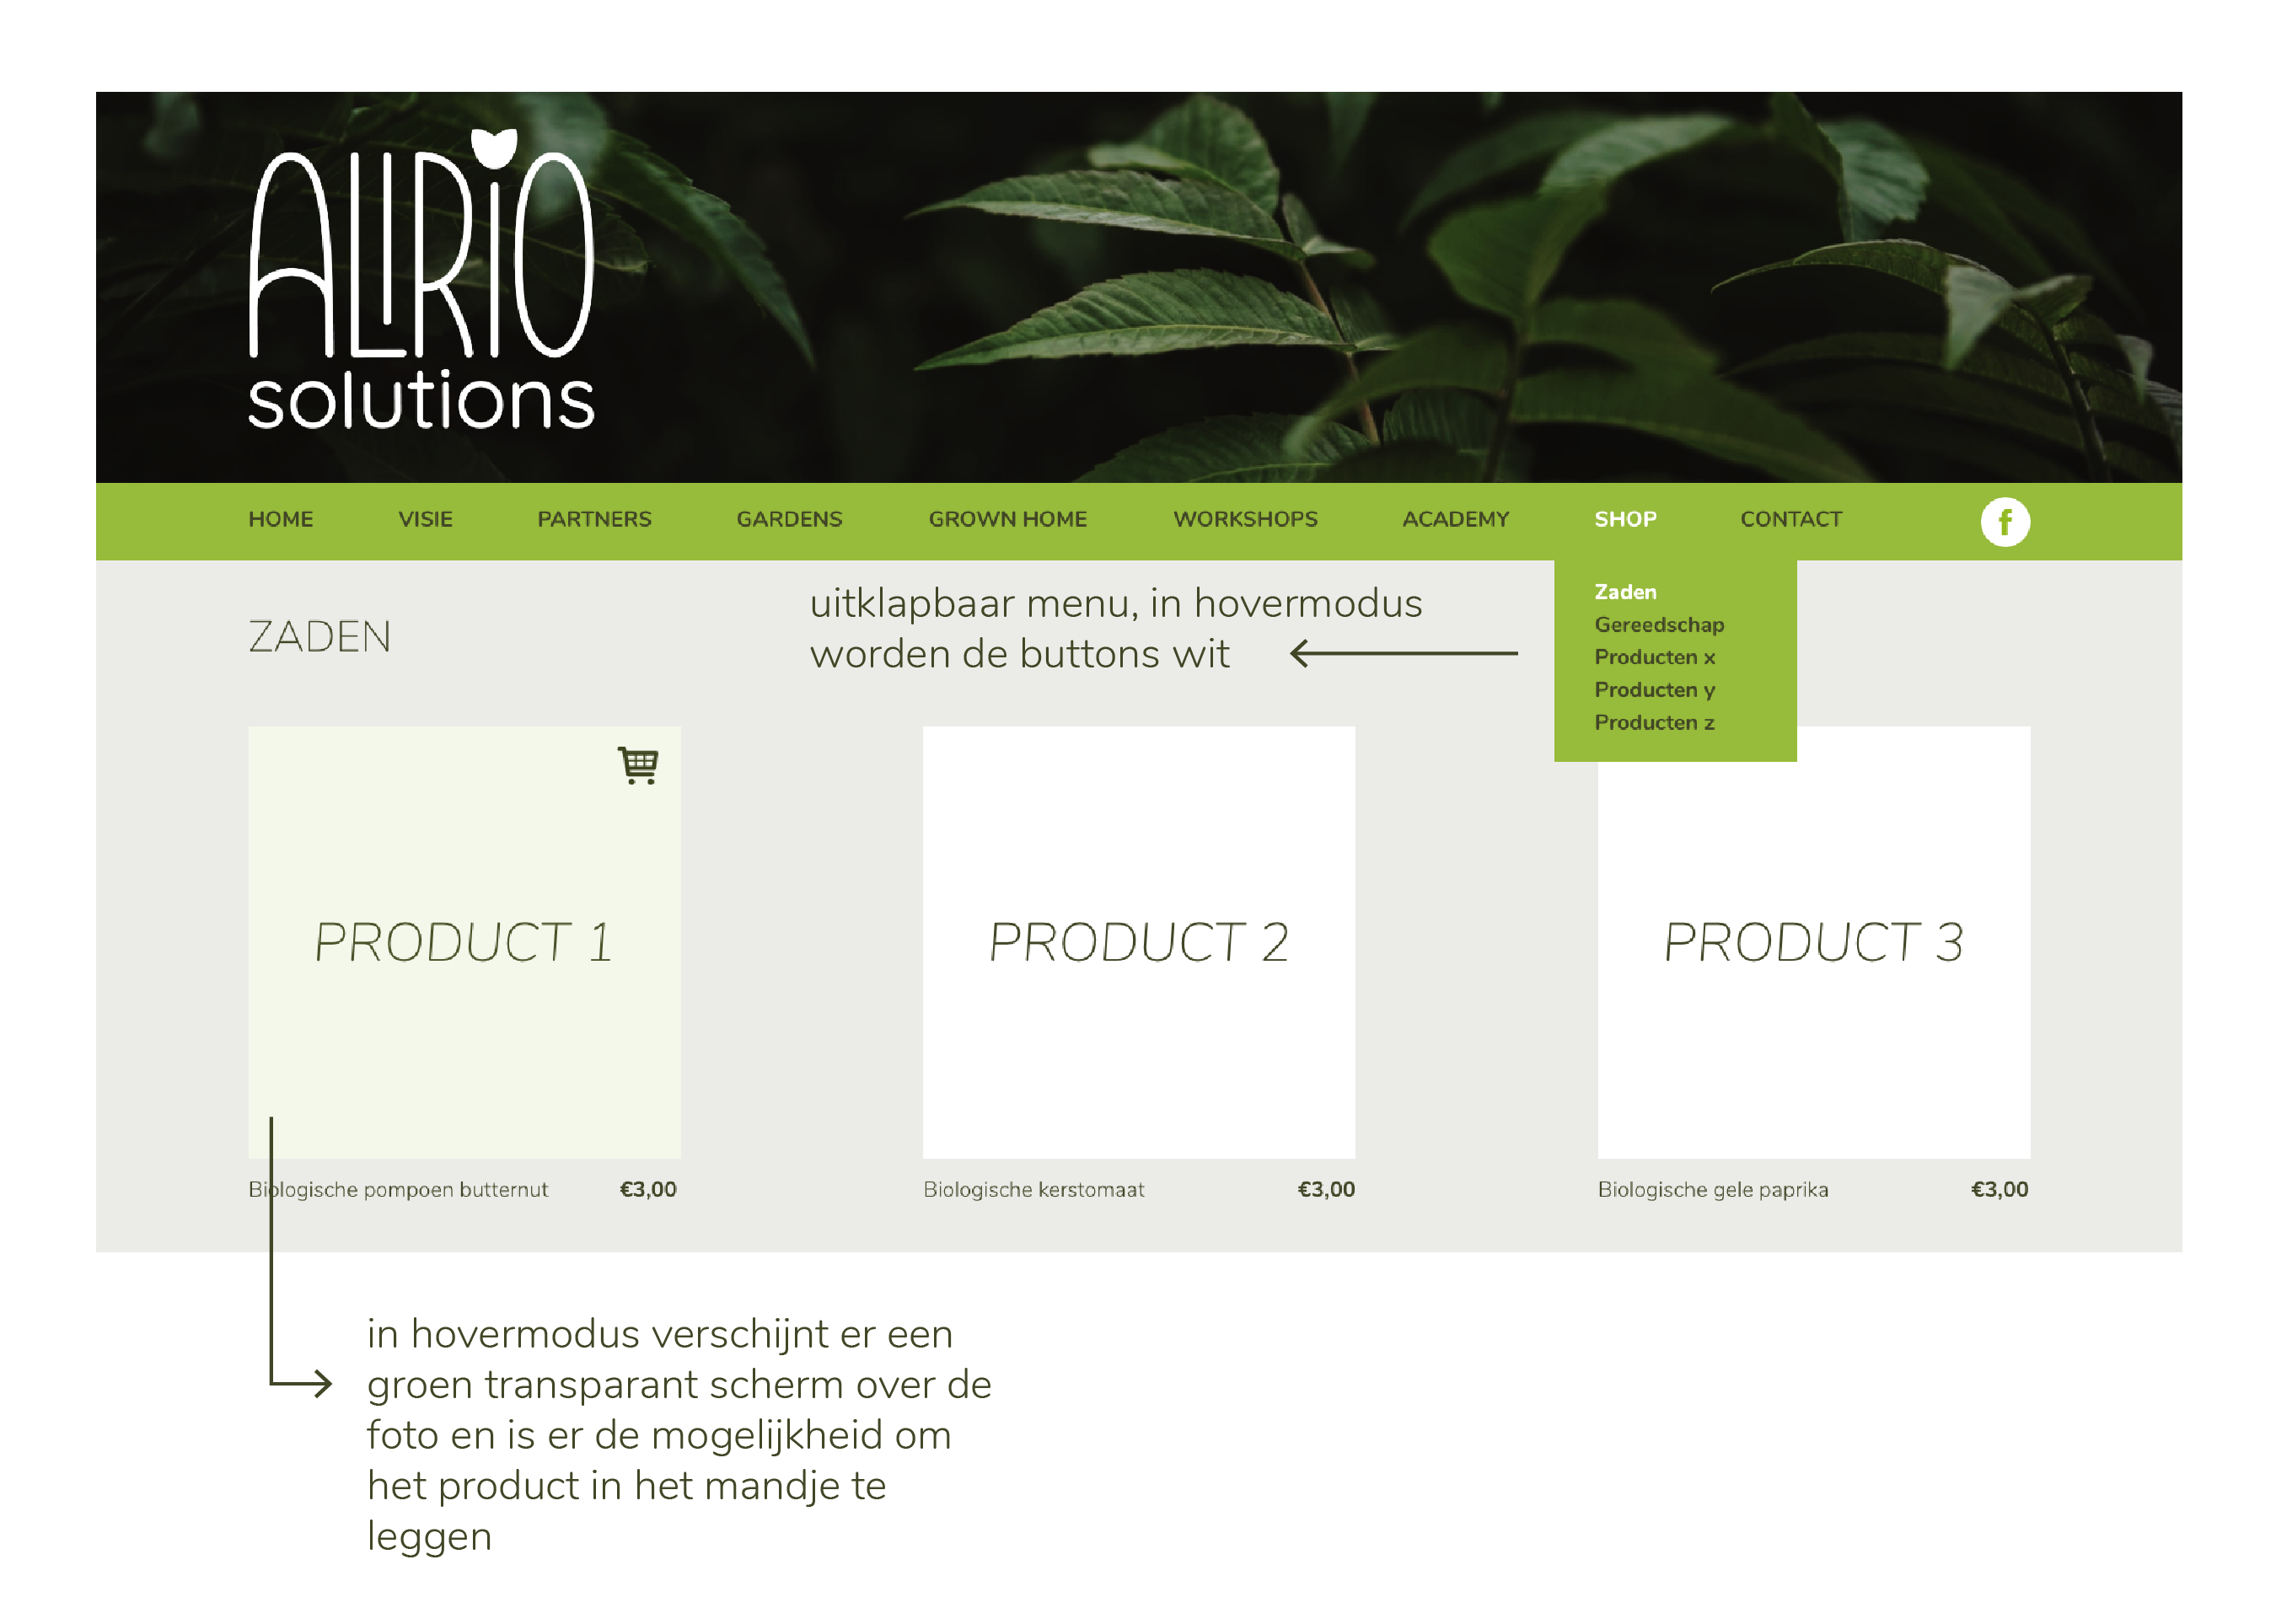 ALIRIO
solutions
HOME VISIE PARTNERS GARDENS GROWN HOME WORKSHOPS ACADEMY SHOP CONTACT f
uitklapbaar menu, in hovermodus
worden de buttons wit
Zaden
Gereedschap
Producten x
Producten y
Producten z
ZADEN
PRODUCT 1
PRODUCT 2
PRODUCT 3
Biologische pompoen butternut €3,00
Biologische kerstomaat €3,00
Biologische gele paprika €3,00
in hovermodus verschijnt er een
groen transparant scherm over de
foto en is er de mogelijkheid om
het product in het mandje te
leggen